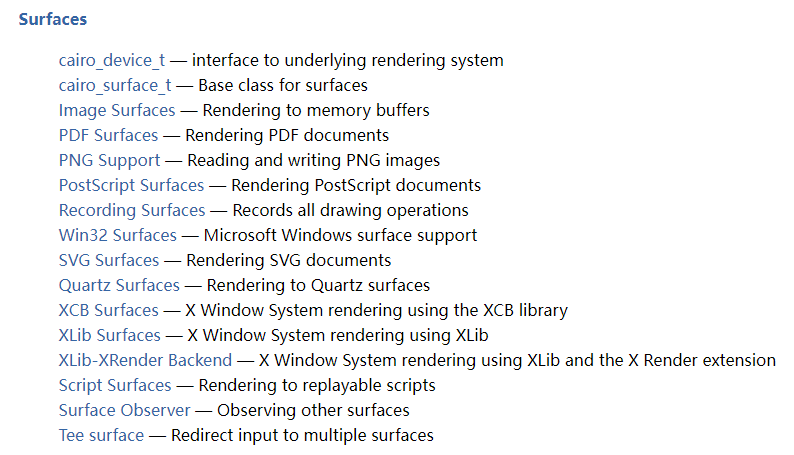 Surfaces
cairo_device_t — interface to underlying rendering system
cairo_surface_t — Base class for surfaces
Image Surfaces — Rendering to memory buffers
PDF Surfaces — Rendering PDF documents
PNG Support — Reading and writing PNG images
PostScript Surfaces — Rendering PostScript documents
Recording Surfaces — Records all drawing operations
Win32 Surfaces — Microsoft Windows surface support
SVG Surfaces — Rendering SVG documents
Quartz Surfaces — Rendering to Quartz surfaces
XCB Surfaces — X Window System rendering using the XCB library
XLib Surfaces — X Window System rendering using XLib
XLib-XRender Backend — X Window System rendering using XLib and the X Render extension
Script Surfaces — Rendering to replayable scripts
Surface Observer — Observing other surfaces
Tee surface — Redirect input to multiple surfaces